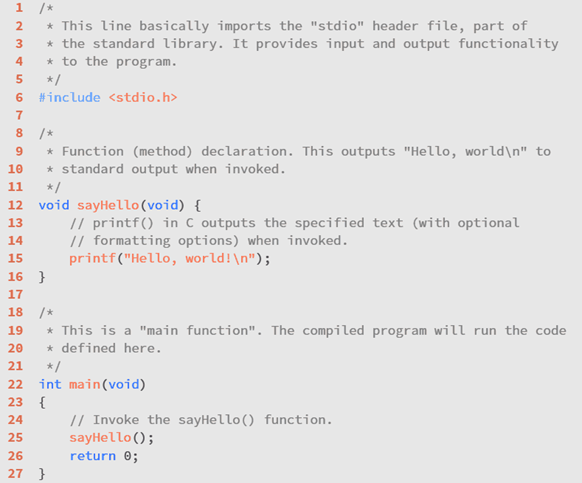 1 /*
2  * This line basically imports the "stdio" header file, part of
3  * the standard library. It provides input and output functionality
4  * to the program.
5  */
6 #include <stdio.h>
7
8 /*
9  * Function (method) declaration. This outputs "Hello, world\n" to
10  * standard output when invoked.
11  */
12 void sayHello(void) {
13     // printf() in C outputs the specified text (with optional
14     // formatting options) when invoked.
15     printf("Hello, world!\n");
16 }
17
18 /*
19  * This is a "main function". The compiled program will run the code
20  * defined here.
21  */
22 int main(void)
23 {
24     // Invoke the sayHello() function.
25     sayHello();
26     return 0;
27 }